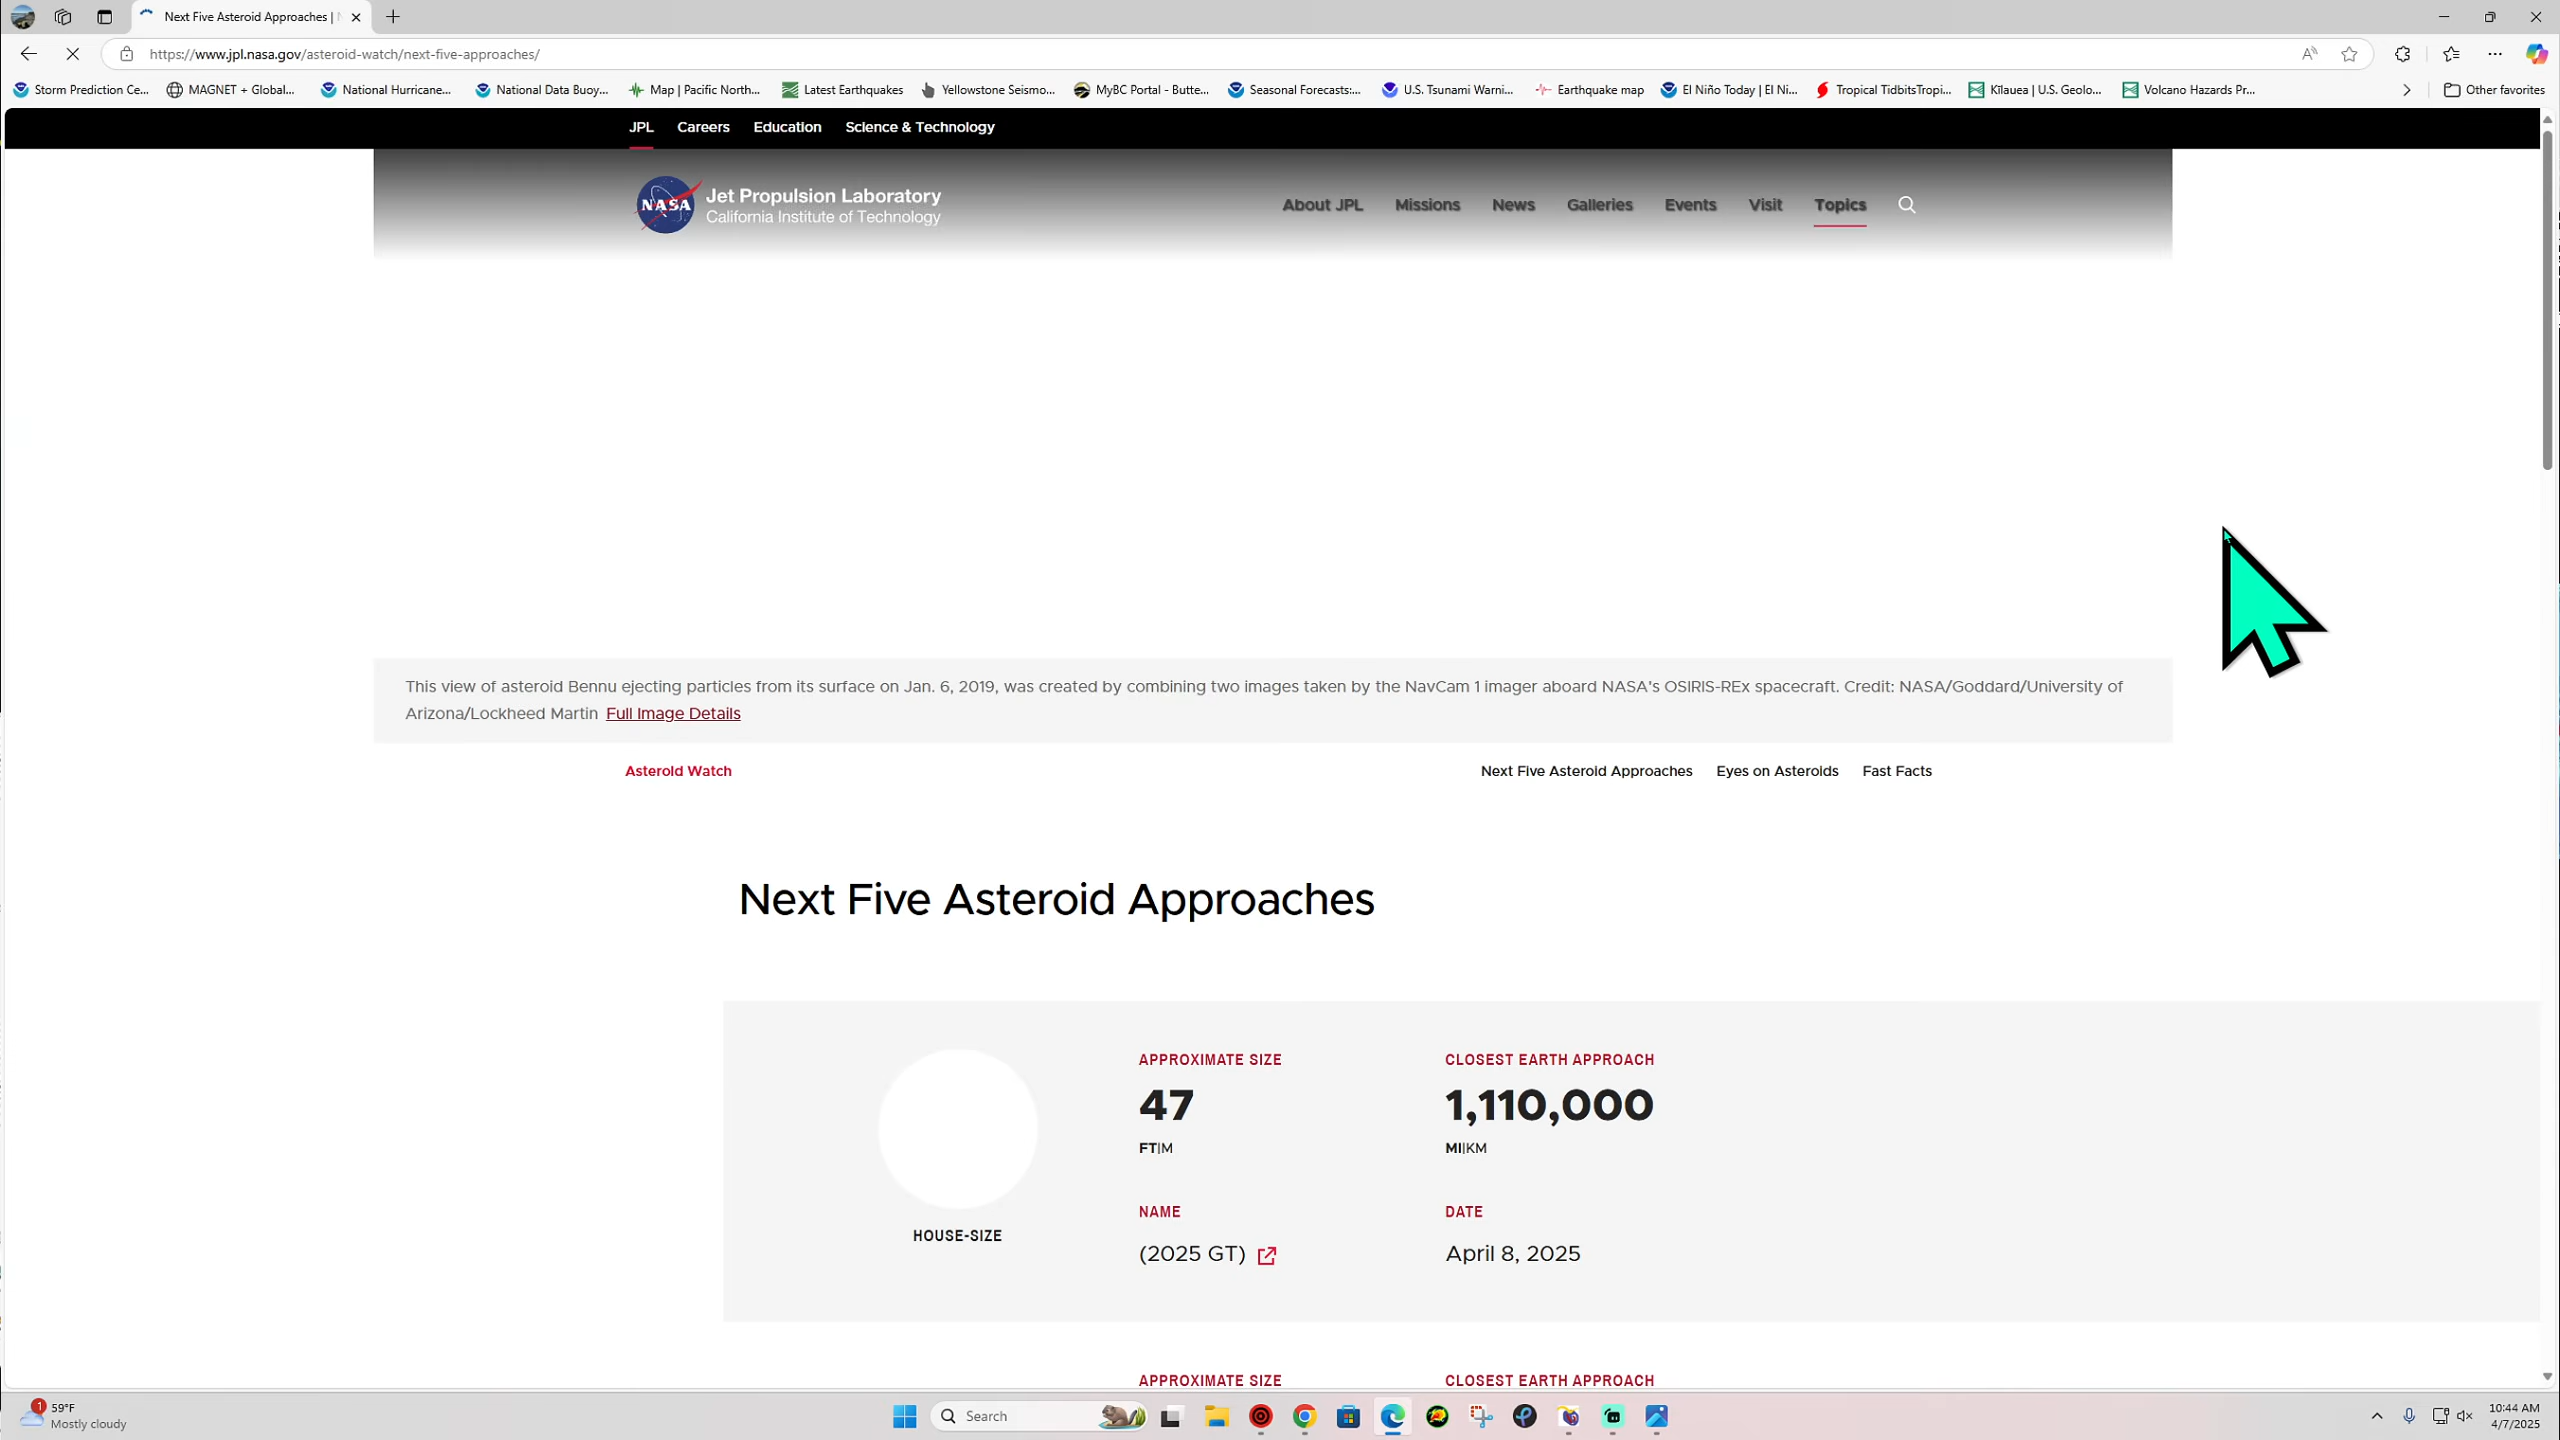 Next Five Asteroid Approaches |
https://www.jpl.nasa.gov/asteroid-watch/next-five-approaches/
Storm Prediction Ce... MAGNET + Global... National Hurricane... National Data Buoy... Map | Pacific North... Latest Earthquakes Yellowstone Seismo... MyBC Portal - Butte... Seasonal Forecasts:... U.S. Tsunami Warni... Earthquake map El Niño Today | El Ni... Tropical TidbitsTropi... Kīlauea | U.S. Geolo... Volcano Hazards Pr... Other favorites
JPL Careers Education Science & Technology
NASA Jet Propulsion Laboratory
California Institute of Technology
About JPL Missions News Galleries Events Visit Topics
This view of asteroid Bennu ejecting particles from its surface on Jan. 6, 2019, was created by combining two images taken by the NavCam 1 imager aboard NASA's OSIRIS-REx spacecraft. Credit: NASA/Goddard/University of
Arizona/Lockheed Martin Full Image Details
Asteroid Watch Next Five Asteroid Approaches Eyes on Asteroids Fast Facts
Next Five Asteroid Approaches
APPROXIMATE SIZE CLOSEST EARTH APPROACH
47 1,110,000
FT|M MI|KM
NAME DATE
HOUSE-SIZE
(2025 GT) April 8, 2025
APPROXIMATE SIZE CLOSEST EARTH APPROACH
1 59°F
Mostly cloudy
Search
10:44 AM
4/7/2025